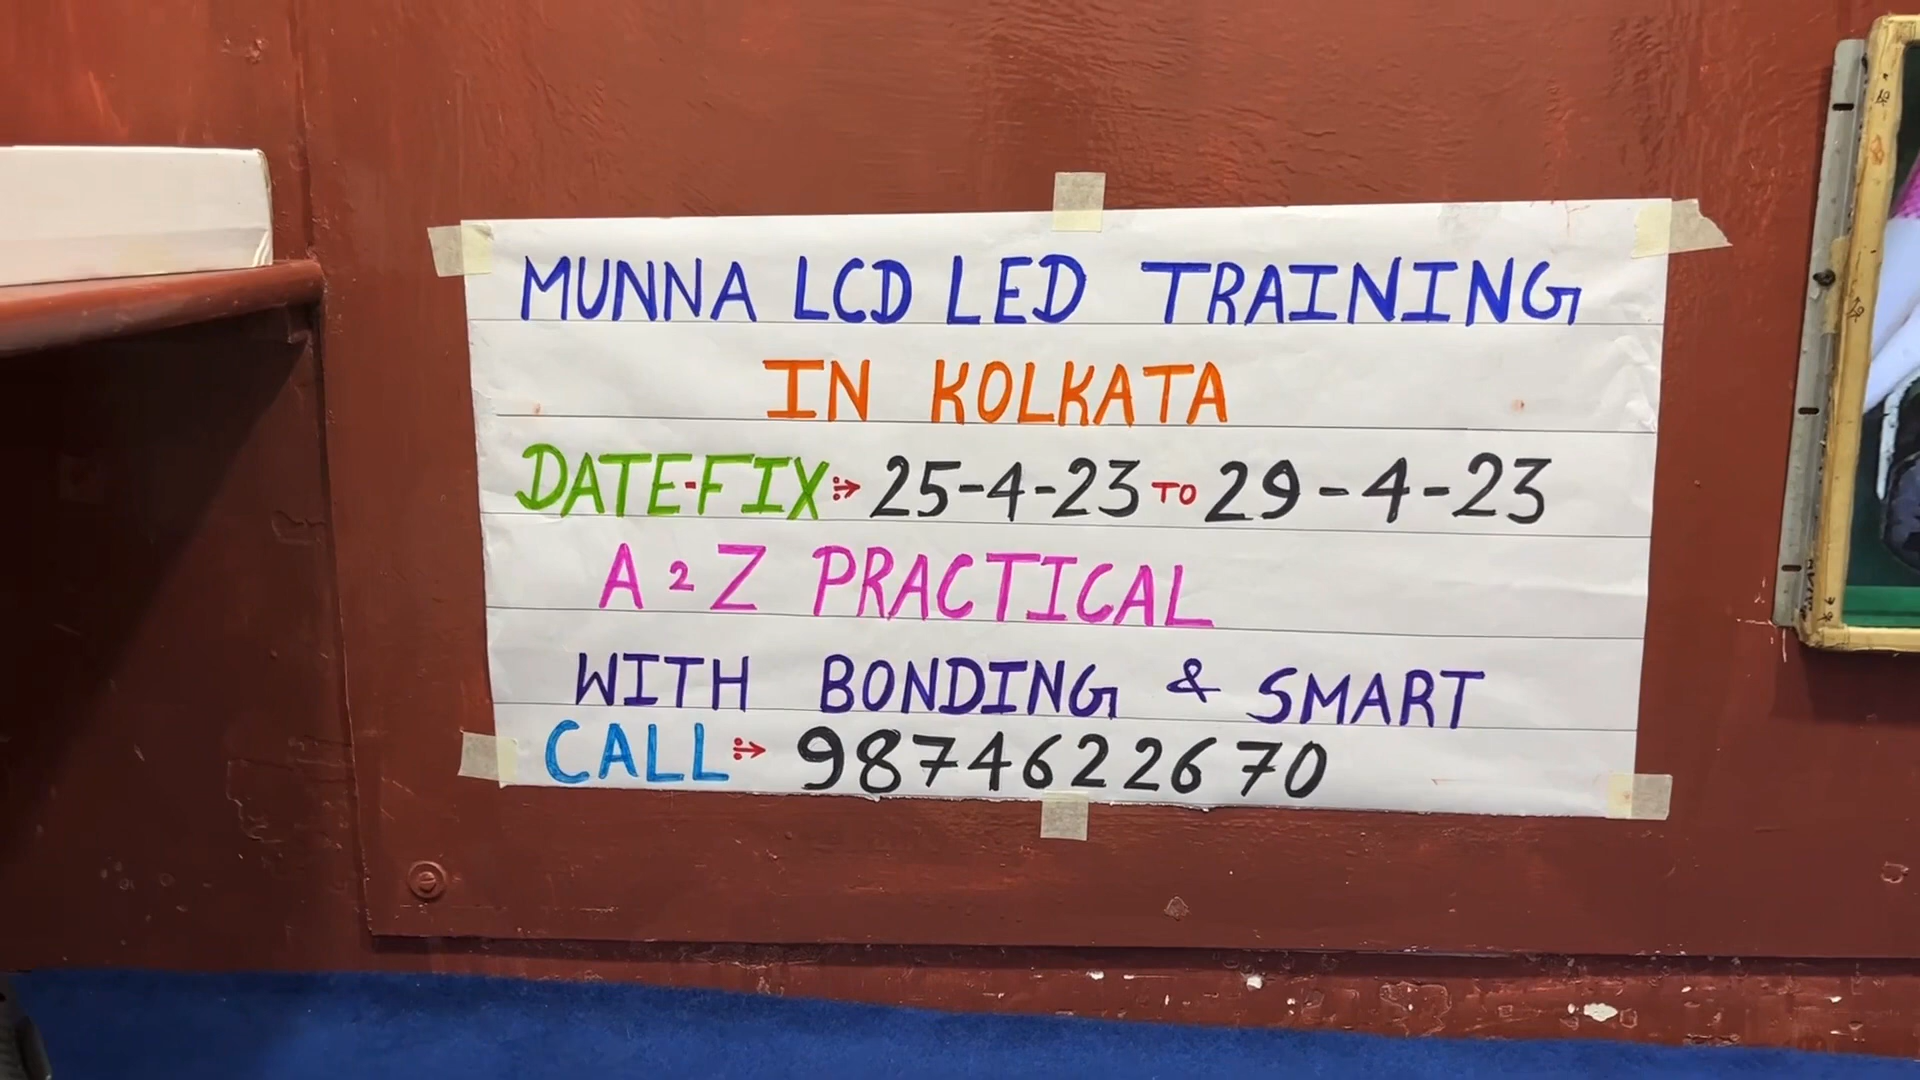 MUNNA LCD LED TRAINING
IN KOLKATA
DATE-FIX :→ 25-4-23 TO 29-4-23
A 2 Z PRACTICAL
WITH BONDING & SMART
CALL :→ 9874622670